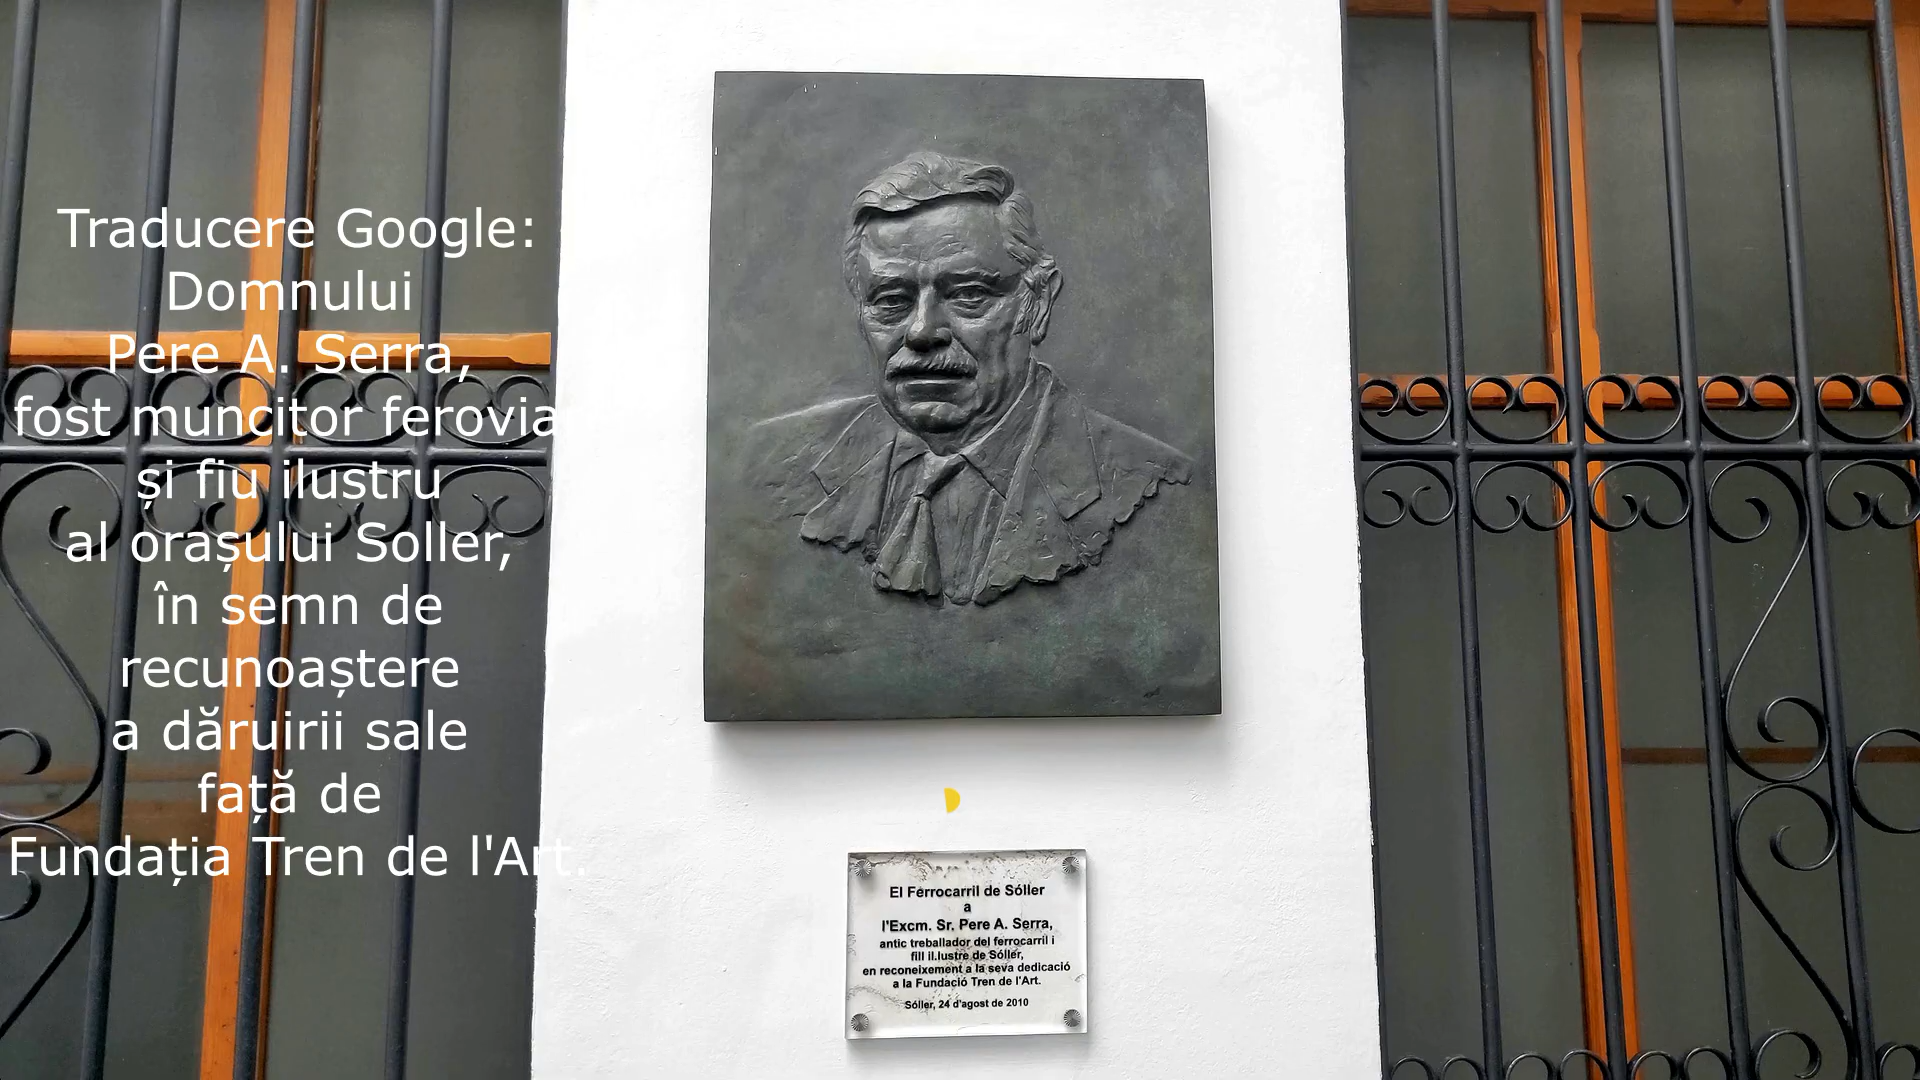 Traducere Google:
Domnului
Pere A. Serra,
fost muncitor ferovia
și fiu ilustru
al orașului Soller,
în semn de
recunoaștere
a dăruirii sale
față de
Fundația Tren de l'Art.
El Ferrocarril de Sóller
a
l'Excm. Sr. Pere A. Serra,
antic treballador del ferrocarril i
fill il.lustre de Sóller,
en reconeixement a la seva dedicació
a la Fundació Tren de l'Art.
Sóller, 24 d'agost de 2010